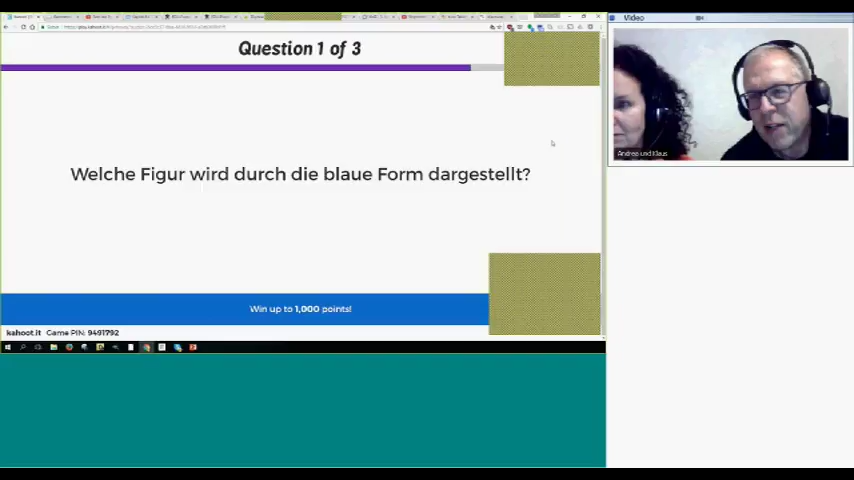 Question 1 of 3
Video
Welche Figur wird durch die blaue Form dargestellt?
Andrea und Klaus
Win up to 1,000 points!
kahoot.it Game PIN: 9491792